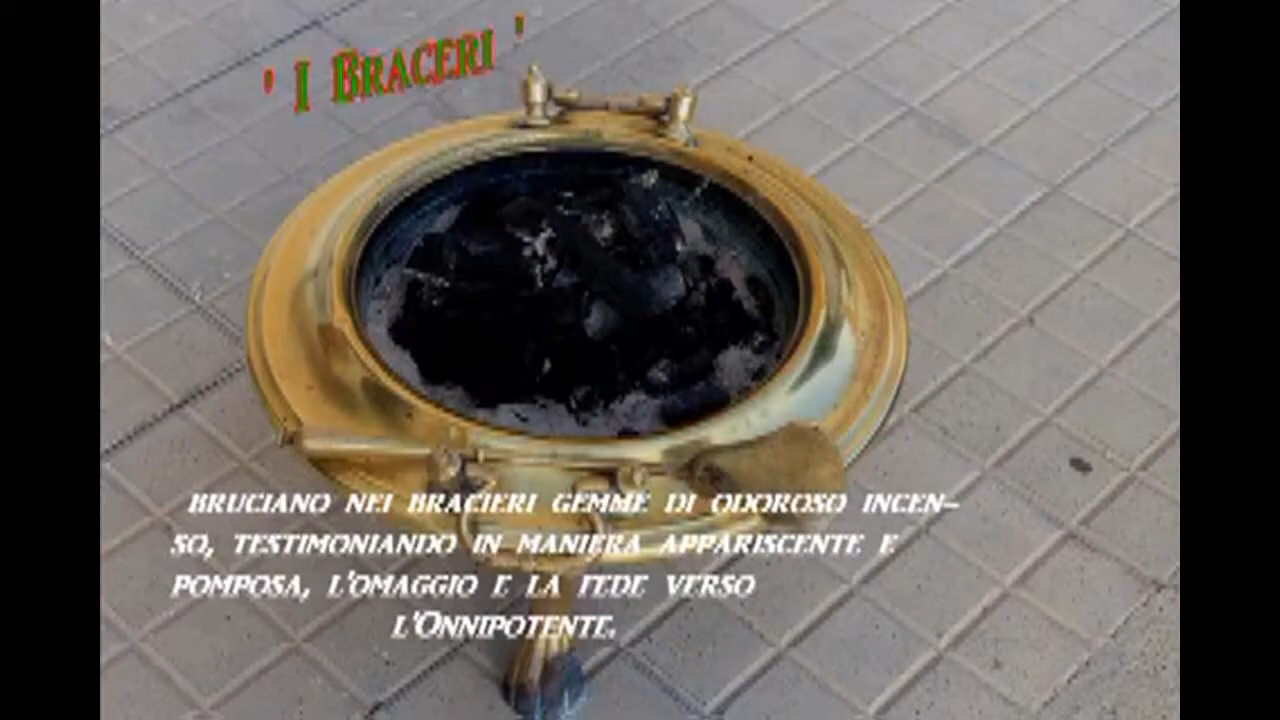 ' I BRACERI '
BRUCIANO NEI BRACIERI GEMME DI ODOROSO INCEN-
SO, TESTIMONIANDO IN MANIERA APPARISCENTE E
POMPOSA, L'OMAGGIO E LA FEDE VERSO
L'ONNIPOTENTE.